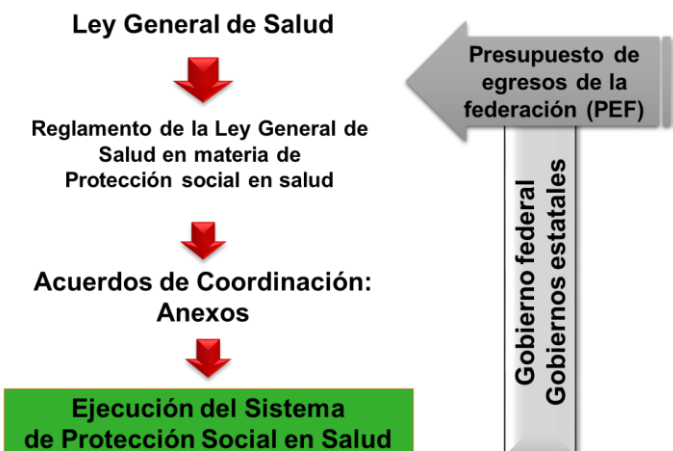 Ley General de Salud
Reglamento de la Ley General de
Salud en materia de
Protección social en salud
Acuerdos de Coordinación:
Anexos
Ejecución del Sistema
de Protección Social en Salud
Presupuesto de
egresos de la
federación (PEF)
Gobierno federal
Gobiernos estatales